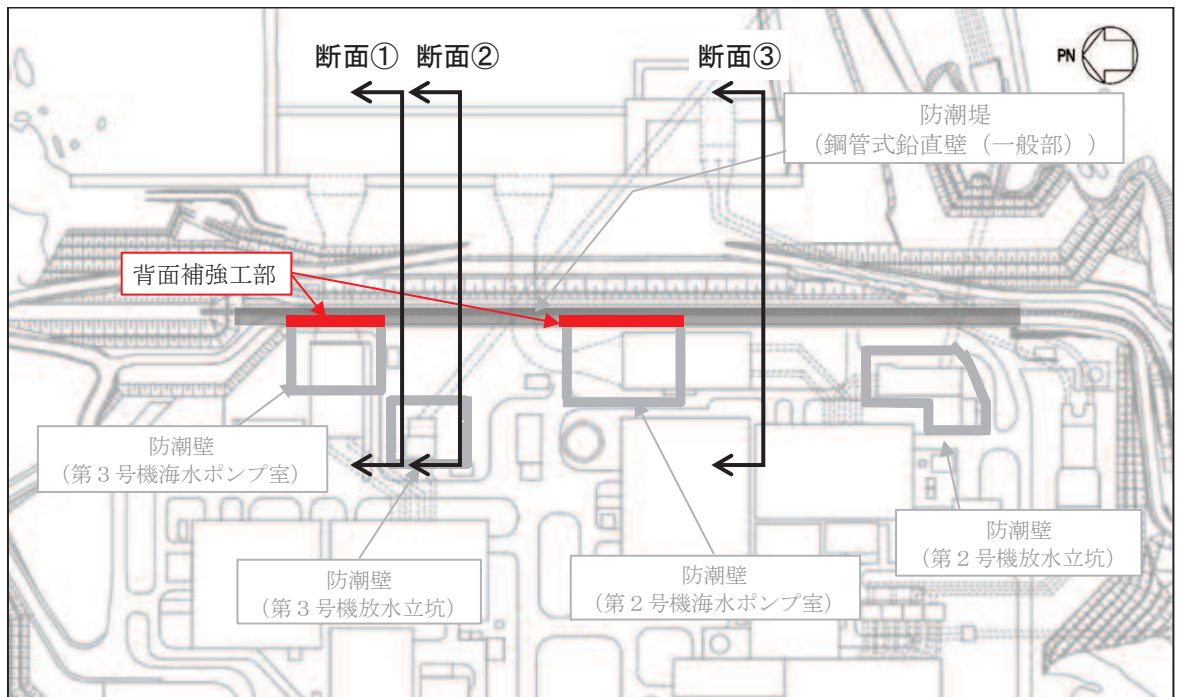 断面①
断面②
断面③
PN
防潮堤
(鋼管式鉛直壁(一般部))
背面補強工部
防潮壁
(第3号機海水ポンプ室)
防潮壁
(第3号機放水立坑)
防潮壁
(第2号機海水ポンプ室)
防潮壁
(第2号機放水立坑)